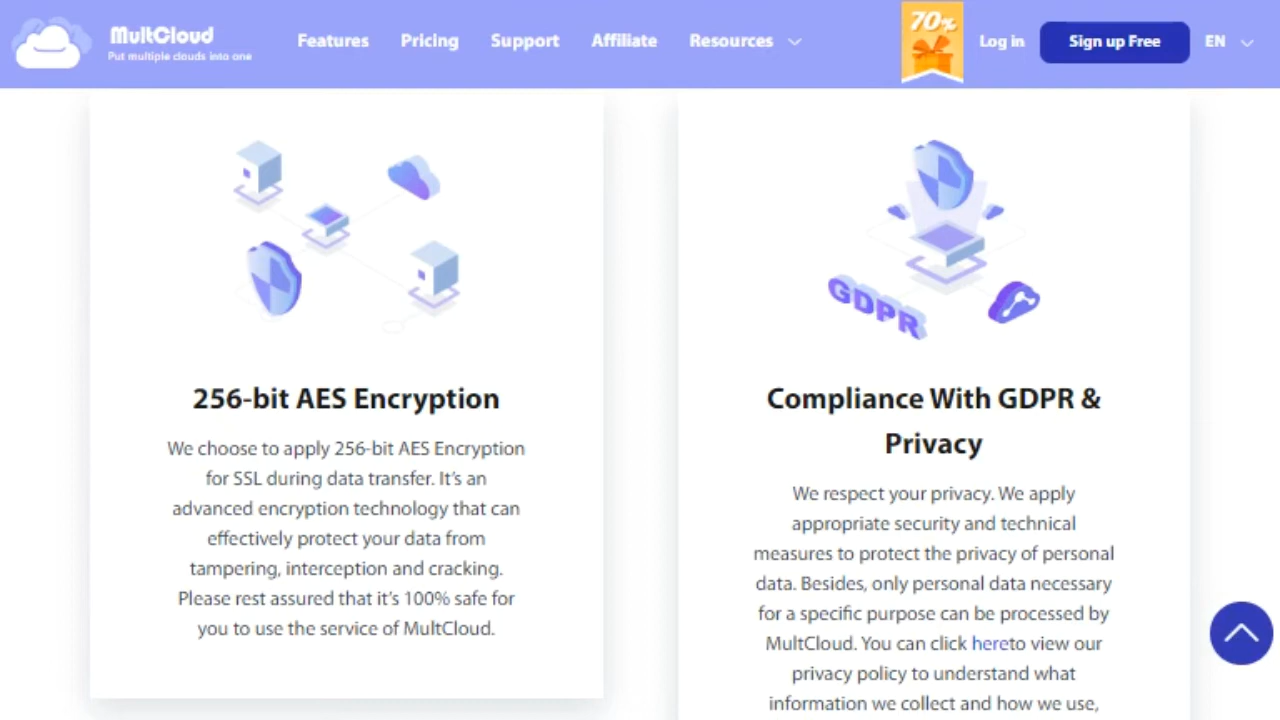 MultCloud
Put multiple clouds into one
Features Pricing Support Affiliate Resources
70%
Log in
Sign up Free
EN
256-bit AES Encryption
We choose to apply 256-bit AES Encryption
for SSL during data transfer. It’s an
advanced encryption technology that can
effectively protect your data from
tampering, interception and cracking.
Please rest assured that it’s 100% safe for
you to use the service of MultCloud.
GDPR
Compliance With GDPR &
Privacy
We respect your privacy. We apply
appropriate security and technical
measures to protect the privacy of personal
data. Besides, only personal data necessary
for a specific purpose can be processed by
MultCloud. You can click hereto view our
privacy policy to understand what
information we collect and how we use,